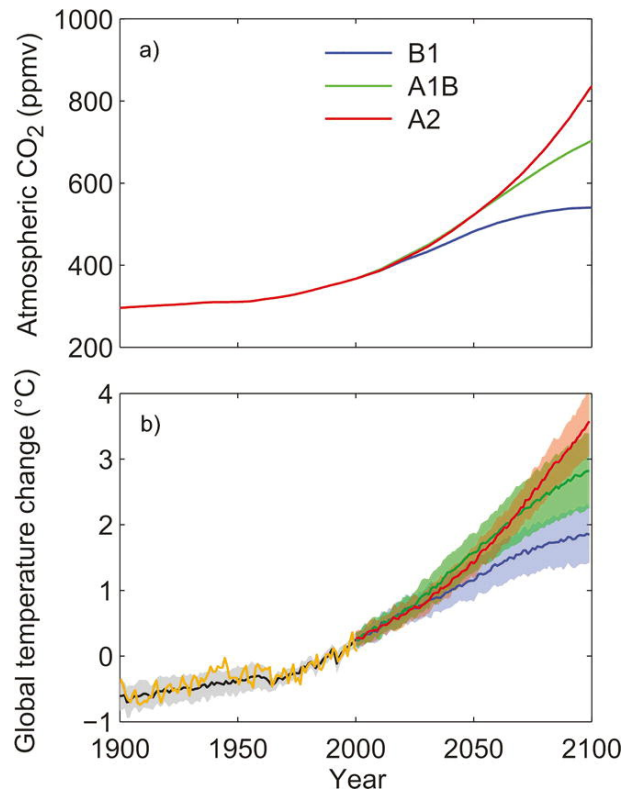 1000
a)
B1
A1B
A2
800
600
400
200
Atmospheric CO₂ (ppmv)
4
b)
3
2
1
0
−1
Global temperature change (°C)
1900 1950 2000 2050 2100
Year